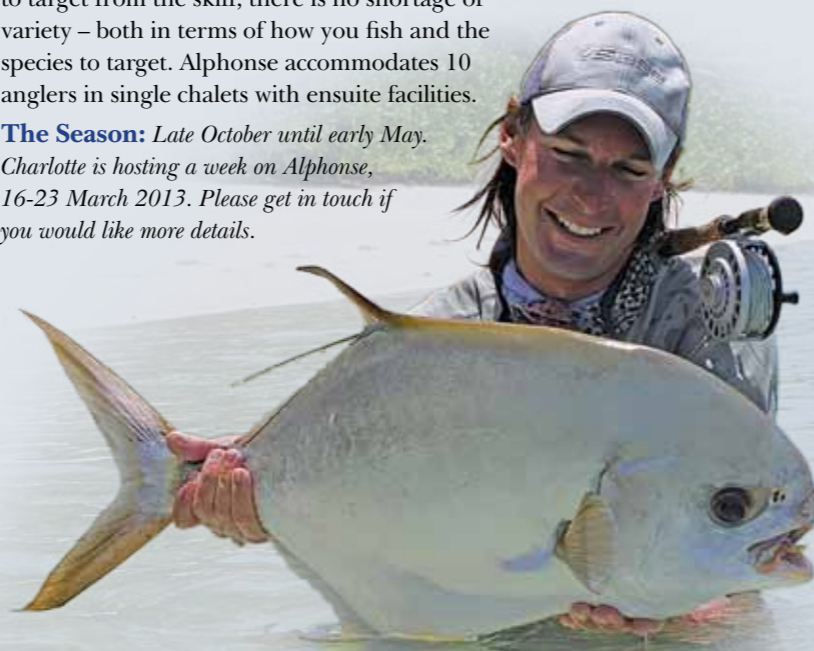 to target from the skiff, there is no shortage of
variety – both in terms of how you fish and the
species to target. Alphonse accommodates 10
anglers in single chalets with ensuite facilities.
The Season: Late October until early May.
Charlotte is hosting a week on Alphonse,
16-23 March 2013. Please get in touch if
you would like more details.